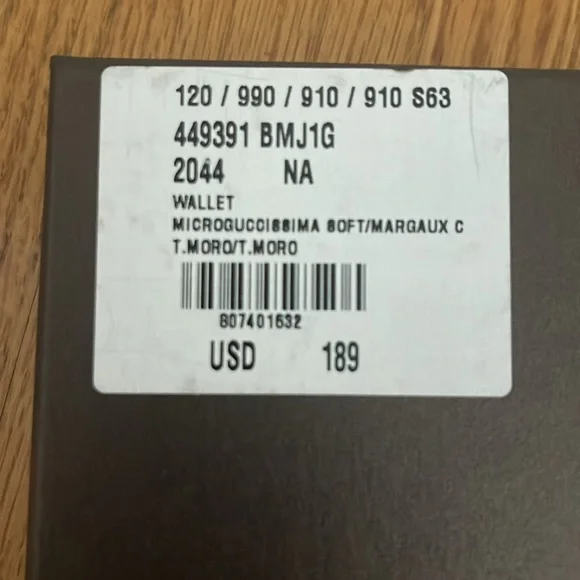 120 / 990 / 910 / 910 S63
449391 BMJ1G
2044 NA
WALLET
MICROGUCCISSIMA SOFT/MARGAUX C
T.MORO/T.MORO
807401632
USD 189